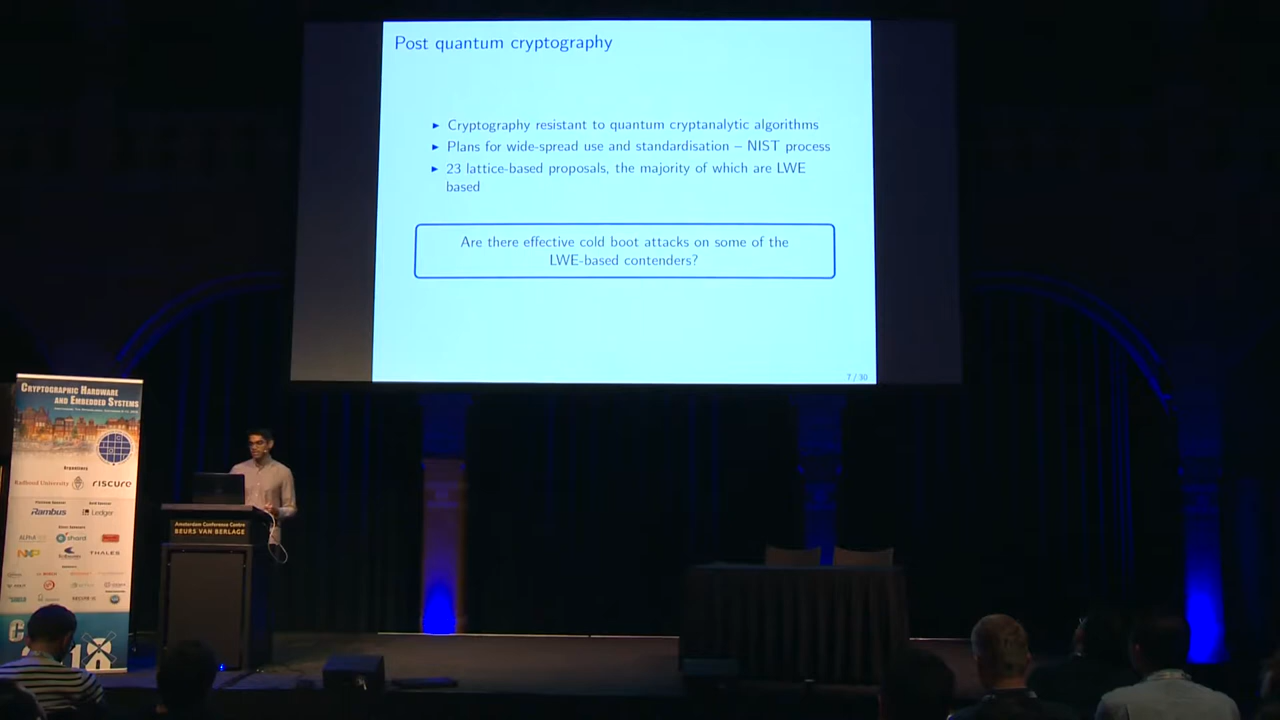 Post quantum cryptography
► Cryptography resistant to quantum cryptanalytic algorithms
► Plans for wide-spread use and standardisation – NIST process
► 23 lattice-based proposals, the majority of which are LWE
based
Are there effective cold boot attacks on some of the
LWE-based contenders?
7 / 30
Cryptographic Hardware
and Embedded Systems
Organizers
Radboud University
riscure
Rambus
Ledger
NXP
THALES
Amsterdam Conference Centre
BEURS VAN BERLAGE